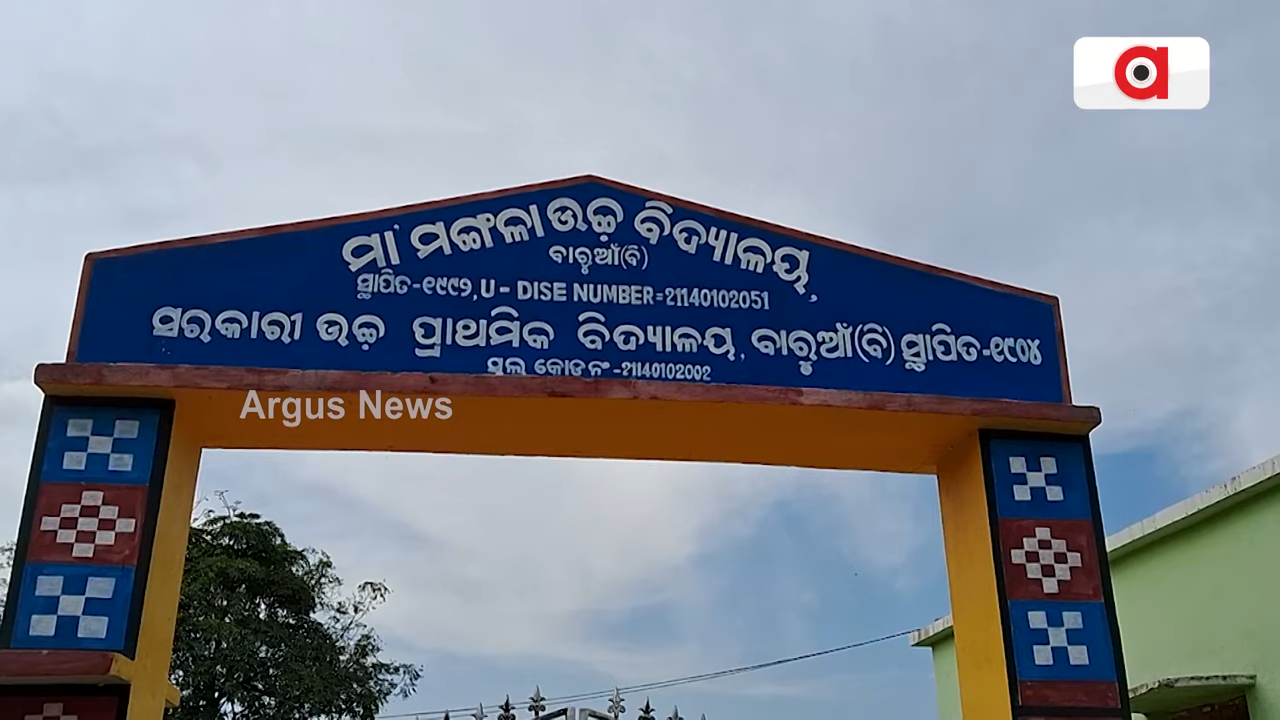 ମା' ମଙ୍ଗଳା ଉଚ୍ଚ ବିଦ୍ୟାଳୟ,
ବାରୁଆଁ(ବି)
ସ୍ଥାପିତ-୧୯୯୨, U - DISE NUMBER=21140102051
ସରକାରୀ ଉଚ୍ଚ ପ୍ରାଥମିକ ବିଦ୍ୟାଳୟ, ବାରୁଆଁ(ବି) ସ୍ଥାପିତ-୧୯୦୪
ସ୍କୁଲ କୋଡ଼ନଂ -21140102002
Argus News